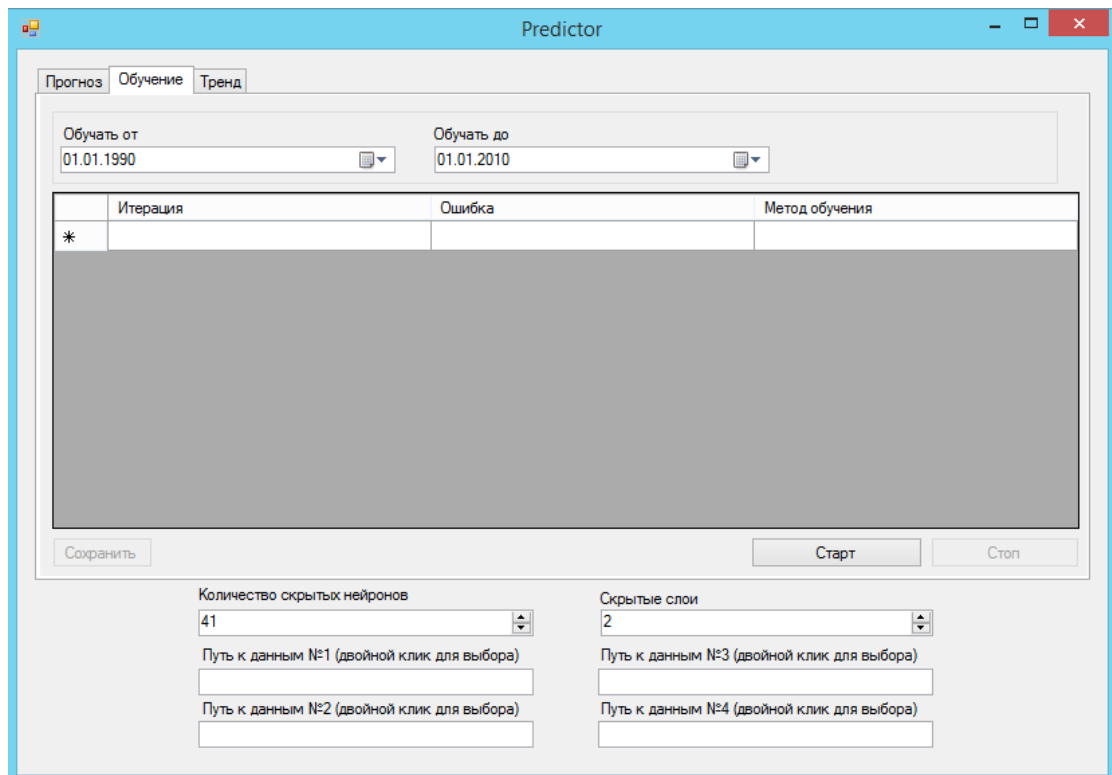 Predictor
Прогноз Обучение Тренд
Обучать от Обучать до
01.01.1990 01.01.2010
Итерация Ошибка Метод обучения
Сохранить Старт Стоп
Количество скрытых нейронов Скрытые слои
41 2
Путь к данным №1 (двойной клик для выбора) Путь к данным №3 (двойной клик для выбора)
Путь к данным №2 (двойной клик для выбора) Путь к данным №4 (двойной клик для выбора)